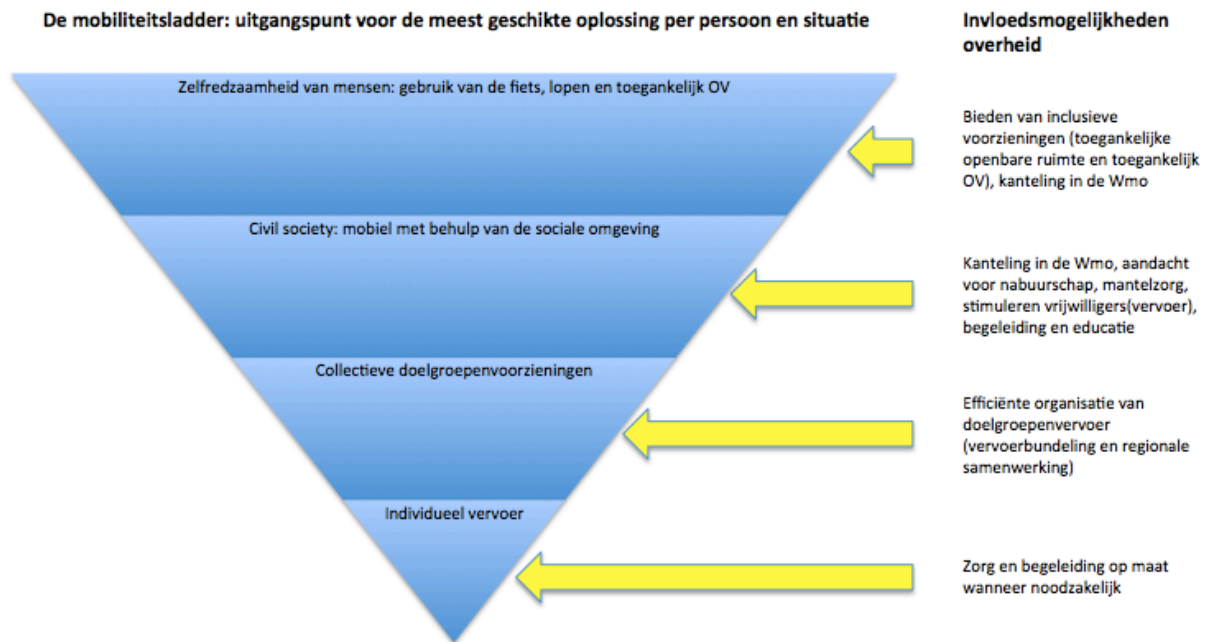 De mobiliteitsladder: uitgangspunt voor de meest geschikte oplossing per persoon en situatie
Invloedsmogelijkheden
overheid
Zelfredzaamheid van mensen: gebruik van de fiets, lopen en toegankelijk OV
Bieden van inclusieve
voorzieningen (toegankelijke
openbare ruimte en toegankelijk
OV), kanteling in de Wmo
Civil society: mobiel met behulp van de sociale omgeving
Kanteling in de Wmo, aandacht
voor nabuurschap, mantelzorg,
stimuleren vrijwilligers(vervoer),
begeleiding en educatie
Collectieve doelgroepenvoorzieningen
Efficiënte organisatie van
doelgroepenvervoer
(vervoerbundeling en regionale
samenwerking)
Individueel vervoer
Zorg en begeleiding op maat
wanneer noodzakelijk